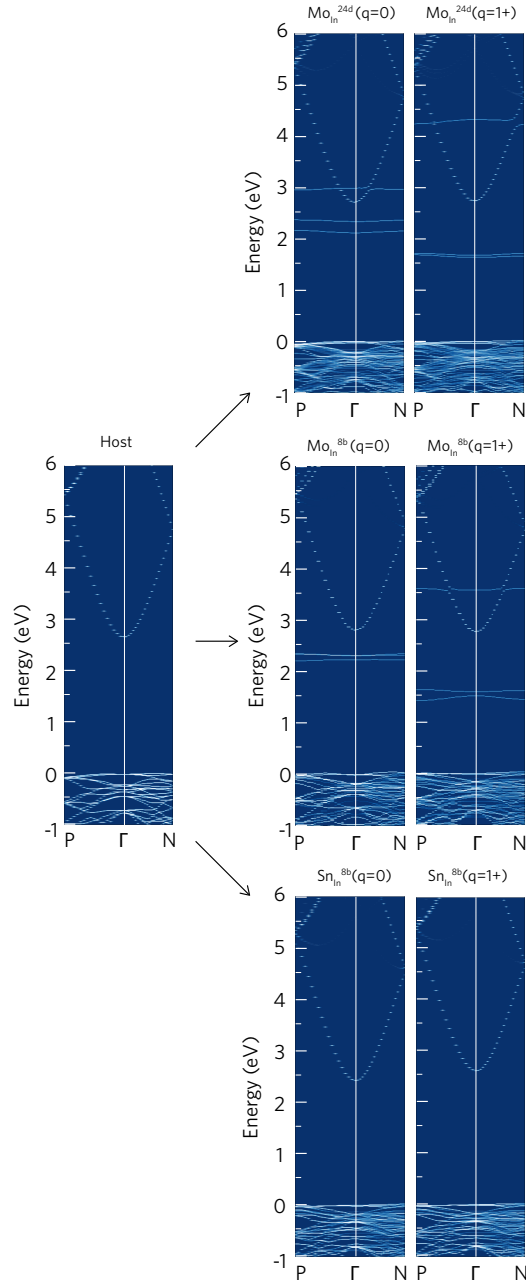 Mo_In^24d(q=0) Mo_In^24d(q=1+)
6
5
4
3
2
1
0
-1
Energy (eV)
P Γ N P Γ N
Host
6
5
4
3
2
1
0
-1
Energy (eV)
P Γ N
Mo_In^8b(q=0) Mo_In^8b(q=1+)
6
5
4
3
2
1
0
-1
Energy (eV)
P Γ N P Γ N
Sn_In^8b(q=0) Sn_In^8b(q=1+)
6
5
4
3
2
1
0
-1
Energy (eV)
P Γ N P Γ N